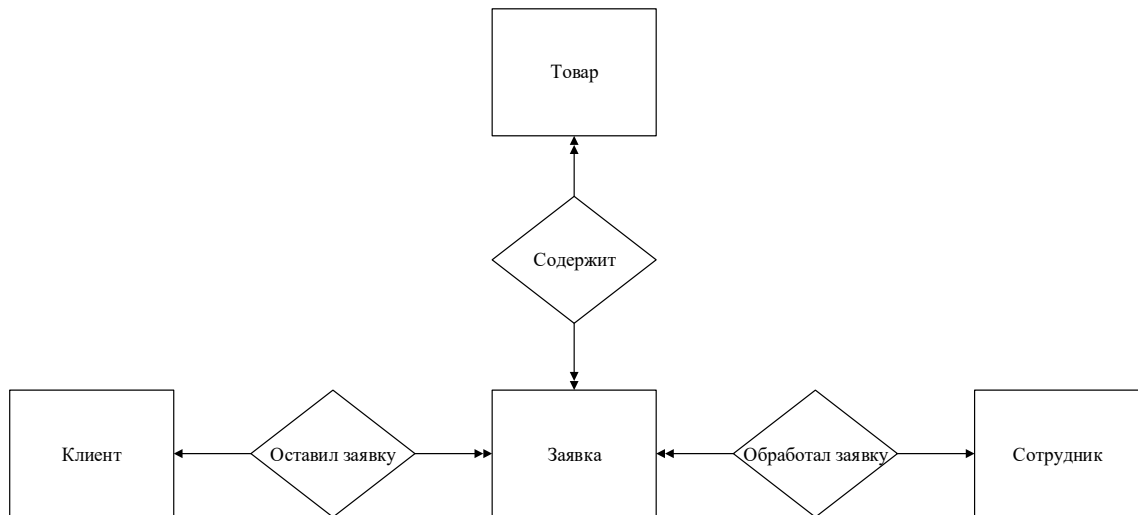 Товар
Содержит
Клиент
Оставил заявку
Заявка
Обработал заявку
Сотрудник